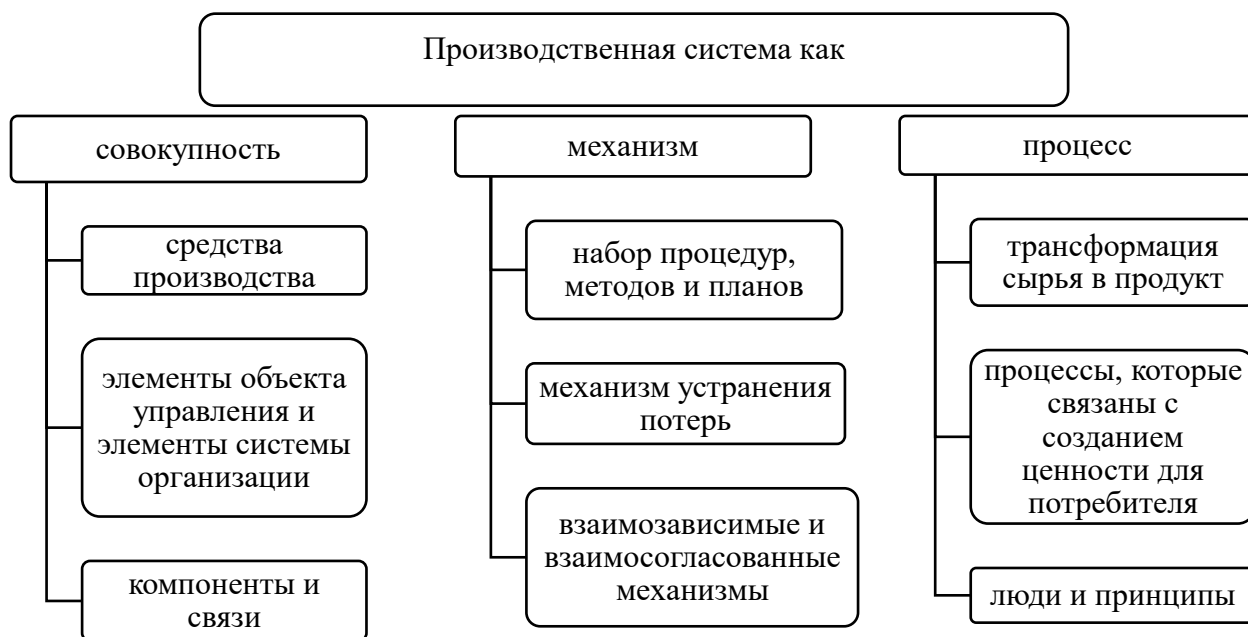 Производственная система как
совокупность
средства
производства
элементы объекта
управления и
элементы системы
организации
компоненты и
связи
механизм
набор процедур,
методов и планов
механизм устранения
потерь
взаимозависимые и
взаимосогласованные
механизмы
процесс
трансформация
сырья в продукт
процессы, которые
связаны с
созданием
ценности для
потребителя
люди и принципы